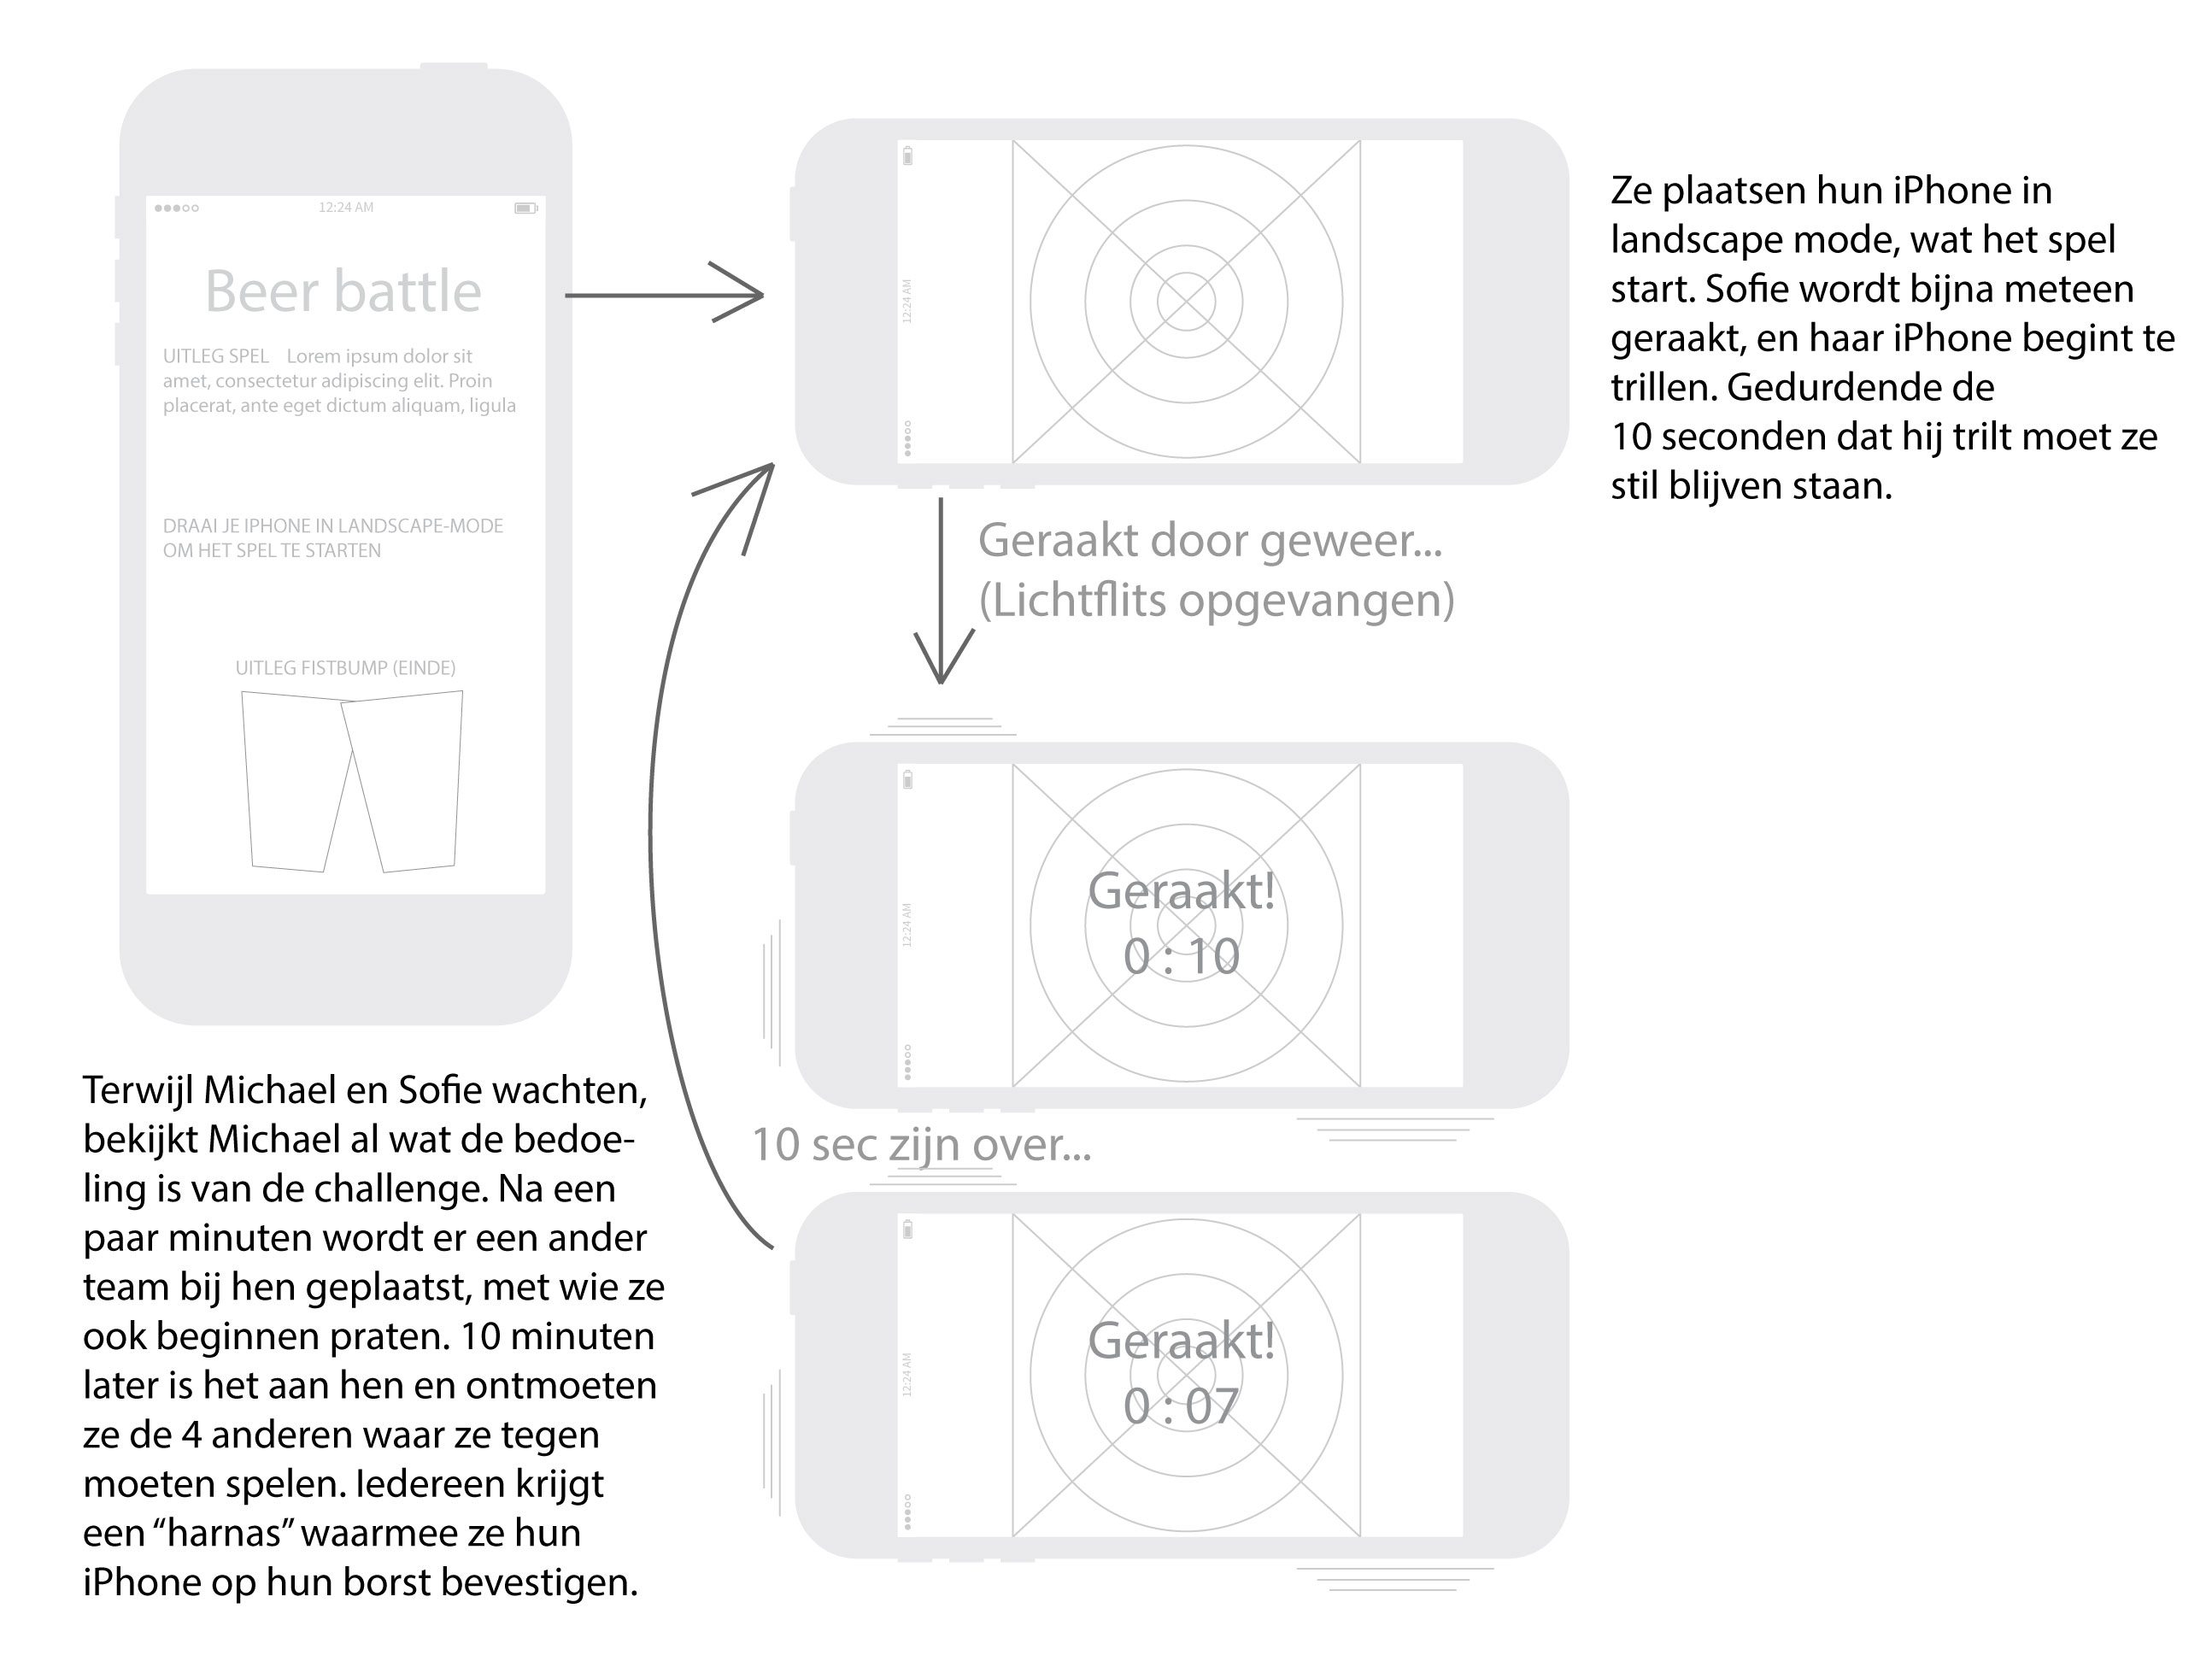 12:24 AM
Beer battle
UITLEG SPEL Lorem ipsum dolor sit
amet, consectetur adipiscing elit. Proin
placerat, ante eget dictum aliquam, ligula
DRAAI JE IPHONE IN LANDSCAPE-MODE
OM HET SPEL TE STARTEN
UITLEG FISTBUMP (EINDE)
Terwijl Michael en Sofie wachten,
bekijkt Michael al wat de bedoe-
ling is van de challenge. Na een
paar minuten wordt er een ander
team bij hen geplaatst, met wie ze
ook beginnen praten. 10 minuten
later is het aan hen en ontmoeten
ze de 4 anderen waar ze tegen
moeten spelen. Iedereen krijgt
een “harnas” waarmee ze hun
iPhone op hun borst bevestigen.
12:24 AM
Ze plaatsen hun iPhone in
landscape mode, wat het spel
start. Sofie wordt bijna meteen
geraakt, en haar iPhone begint te
trillen. Gedurdende de
10 seconden dat hij trilt moet ze
stil blijven staan.
Geraakt door geweer...
(Lichtflits opgevangen)
12:24 AM
Geraakt!
0 : 10
10 sec zijn over...
12:24 AM
Geraakt!
0 : 07